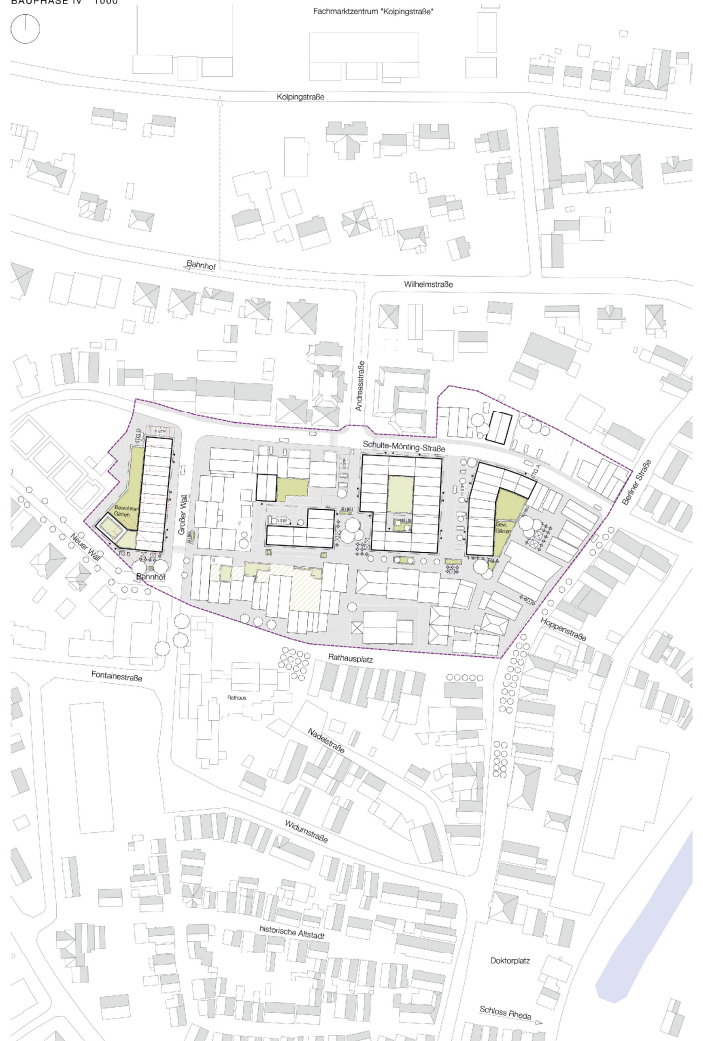 BAUPHASE IV 1000
Fachmarktzentrum "Kolpingstraße"
Kolpingstraße
Bahnhof
Wilhelmstraße
Andreasstraße
Schulte-Mönting-Straße
Berliner Straße
Großer Wall
Neuer Wall
Bahnhof
Hoppenstraße
Rathausplatz
Fontainestraße
Rathaus
Nadelstraße
Widumstraße
historische Altstadt
Doktorplatz
Schloss Rheda